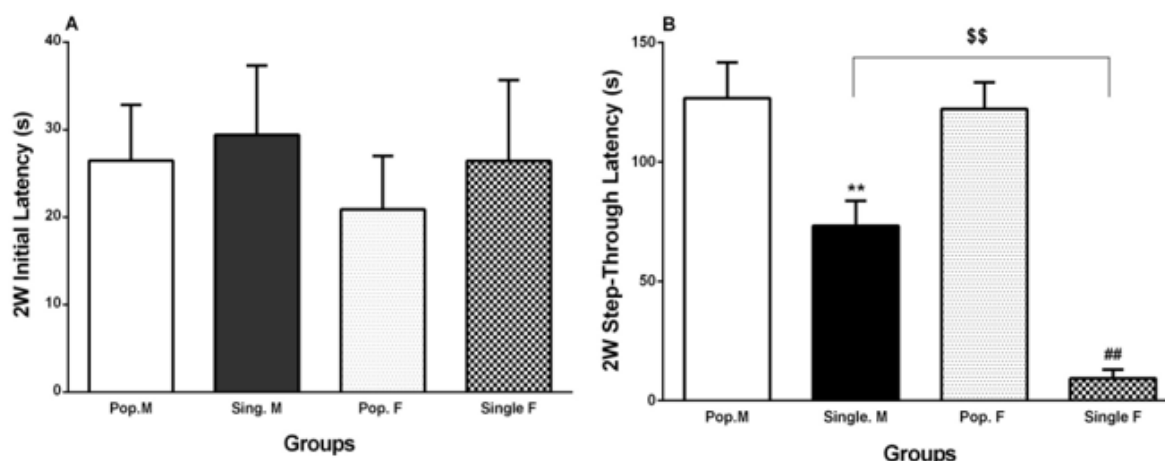 A
2W Initial Latency (s)
40
30
20
10
0
Pop.M Sing. M Pop. F Single F
Groups
B
2W Step-Through Latency (s)
150
100
50
0
$$
**
##
Pop.M Single. M Pop. F Single F
Groups